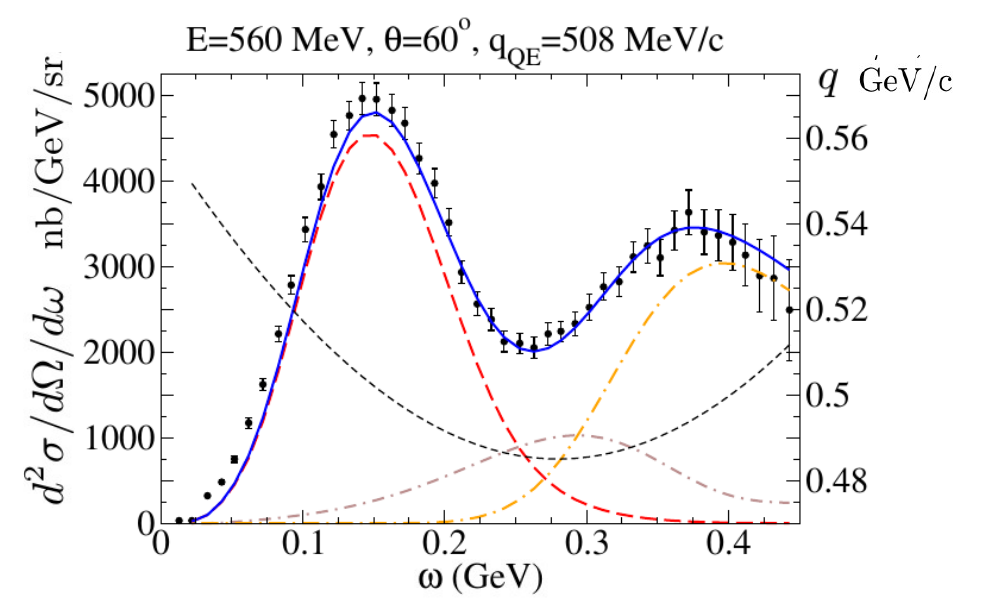 E=560 MeV, θ=60°, q_QE=508 MeV/c
d²σ/dΩ/dω nb/GeV/sr
5000
4000
3000
2000
1000
0
0 0.1 0.2 0.3 0.4
ω (GeV)
q GeV/c
0.56
0.54
0.52
0.5
0.48